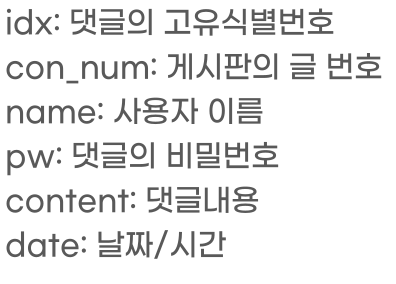 idx: 댓글의 고유식별번호
con_num: 게시판의 글 번호
name: 사용자 이름
pw: 댓글의 비밀번호
content: 댓글내용
date: 날짜/시간